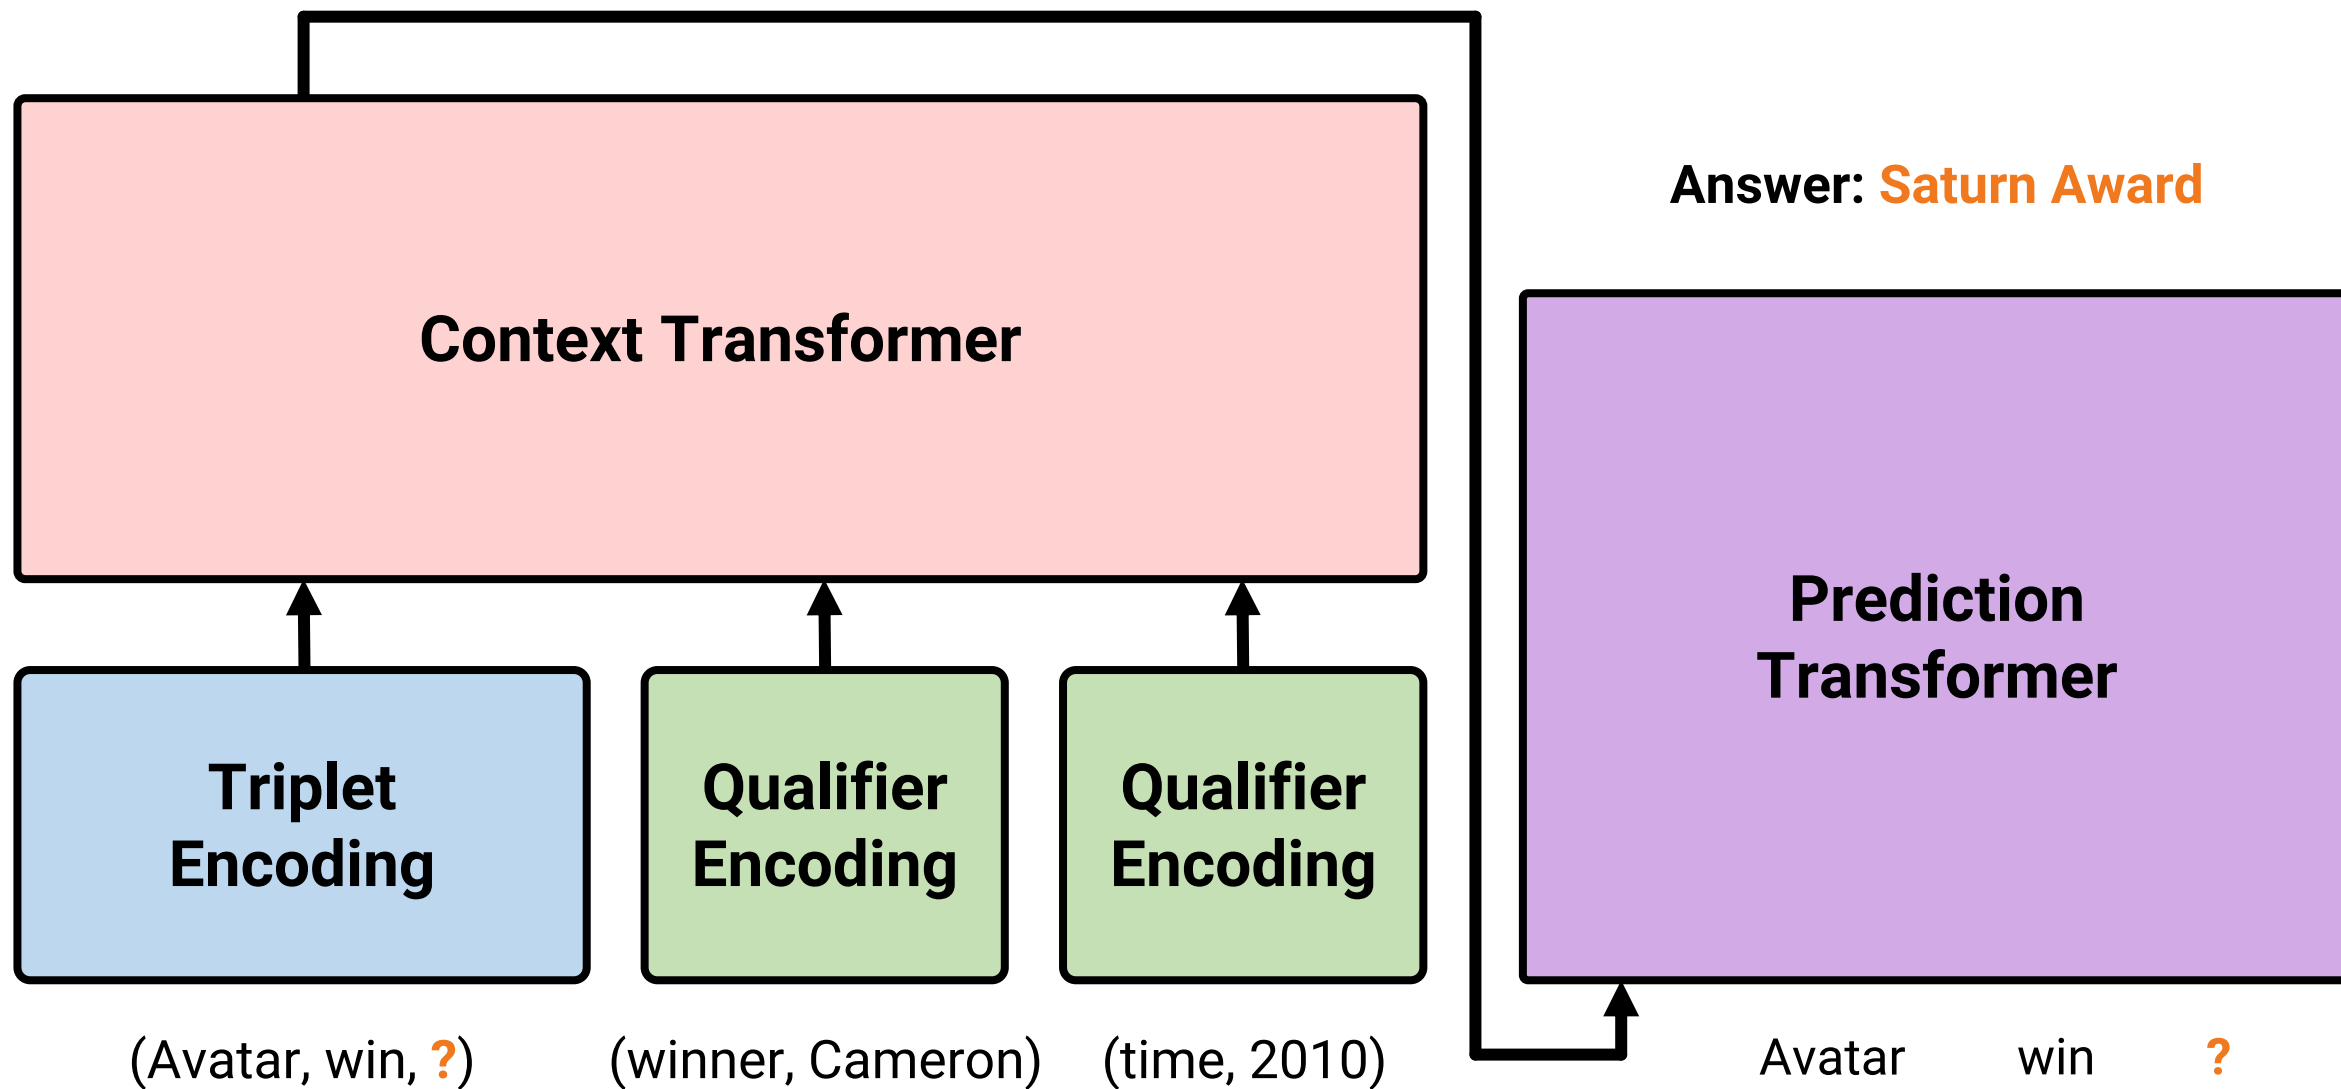 Context Transformer
Answer: Saturn Award
Prediction
Transformer
Triplet
Encoding
Qualifier
Encoding
Qualifier
Encoding
(Avatar, win, ?)
(winner, Cameron)
(time, 2010)
Avatar win ?